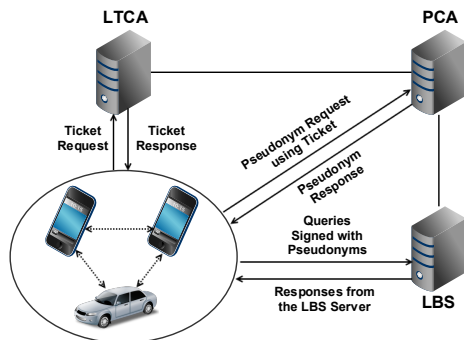 LTCA
PCA
Ticket
Request
Ticket
Response
Pseudonym Request
using Ticket
Pseudonym
Response
Queries
Signed with
Pseudonyms
LBS
Responses from
the LBS Server